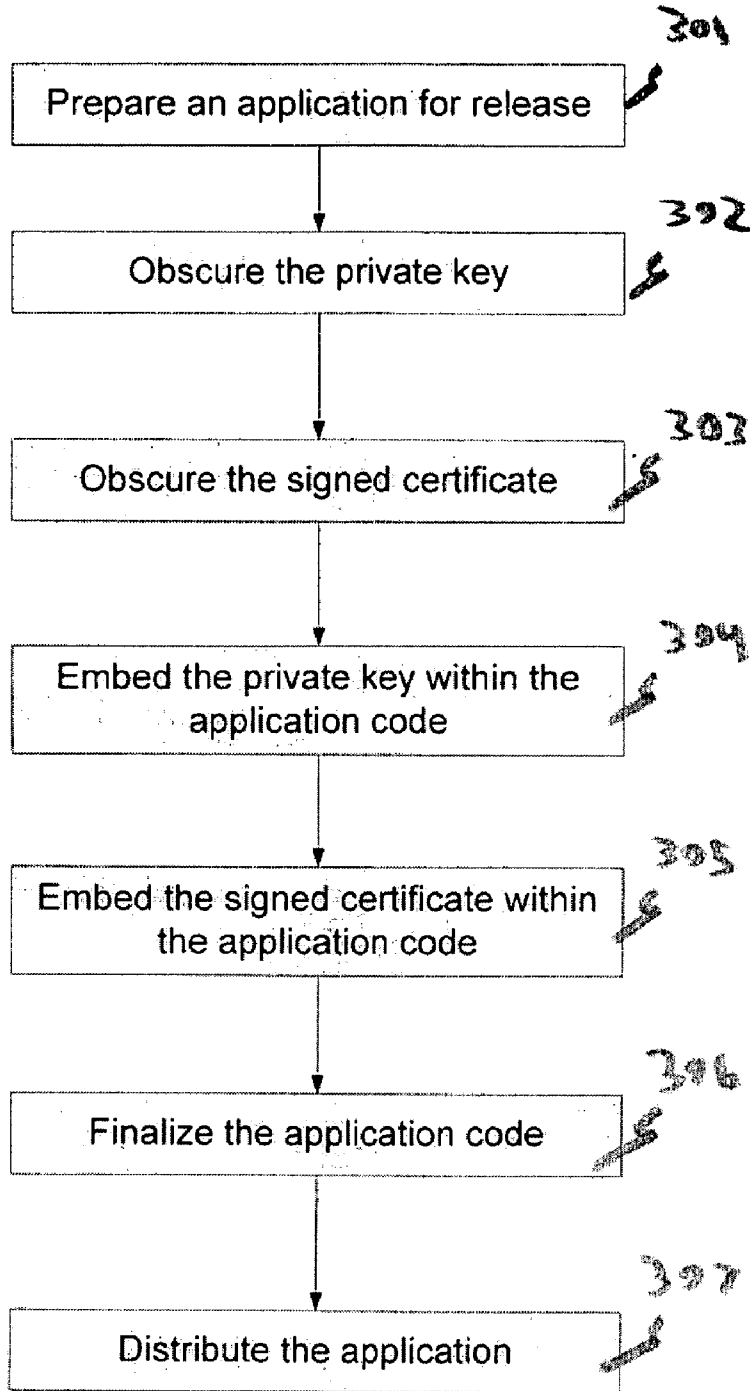 301
Prepare an application for release
302
Obscure the private key
303
Obscure the signed certificate
304
Embed the private key within the
application code
305
Embed the signed certificate within
the application code
306
Finalize the application code
307
Distribute the application